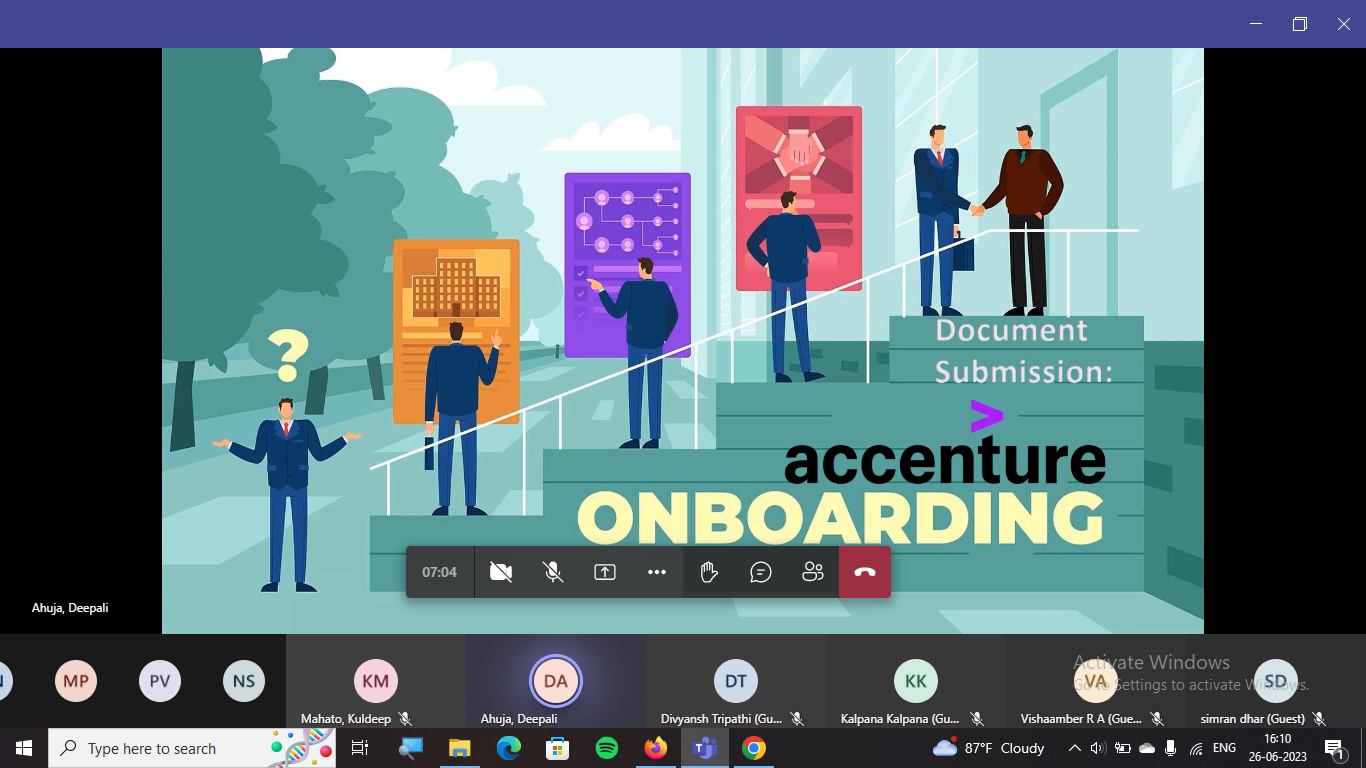 ?
Document
Submission:
>
accenture
ONBOARDING
07:04
Ahuja, Deepali
MP
PV
NS
KM
Mahato, Kuldeep
DA
Ahuja, Deepali
DT
Divyansh Tripathi (Gu...
KK
Kalpana Kalpana (Gu...
VA
Vishaamber R A (Gue...
SD
simran dhar (Guest)
Activate Windows
Go to Settings to activate Windows.
Type here to search
87°F Cloudy
ENG
16:10
26-06-2023
1